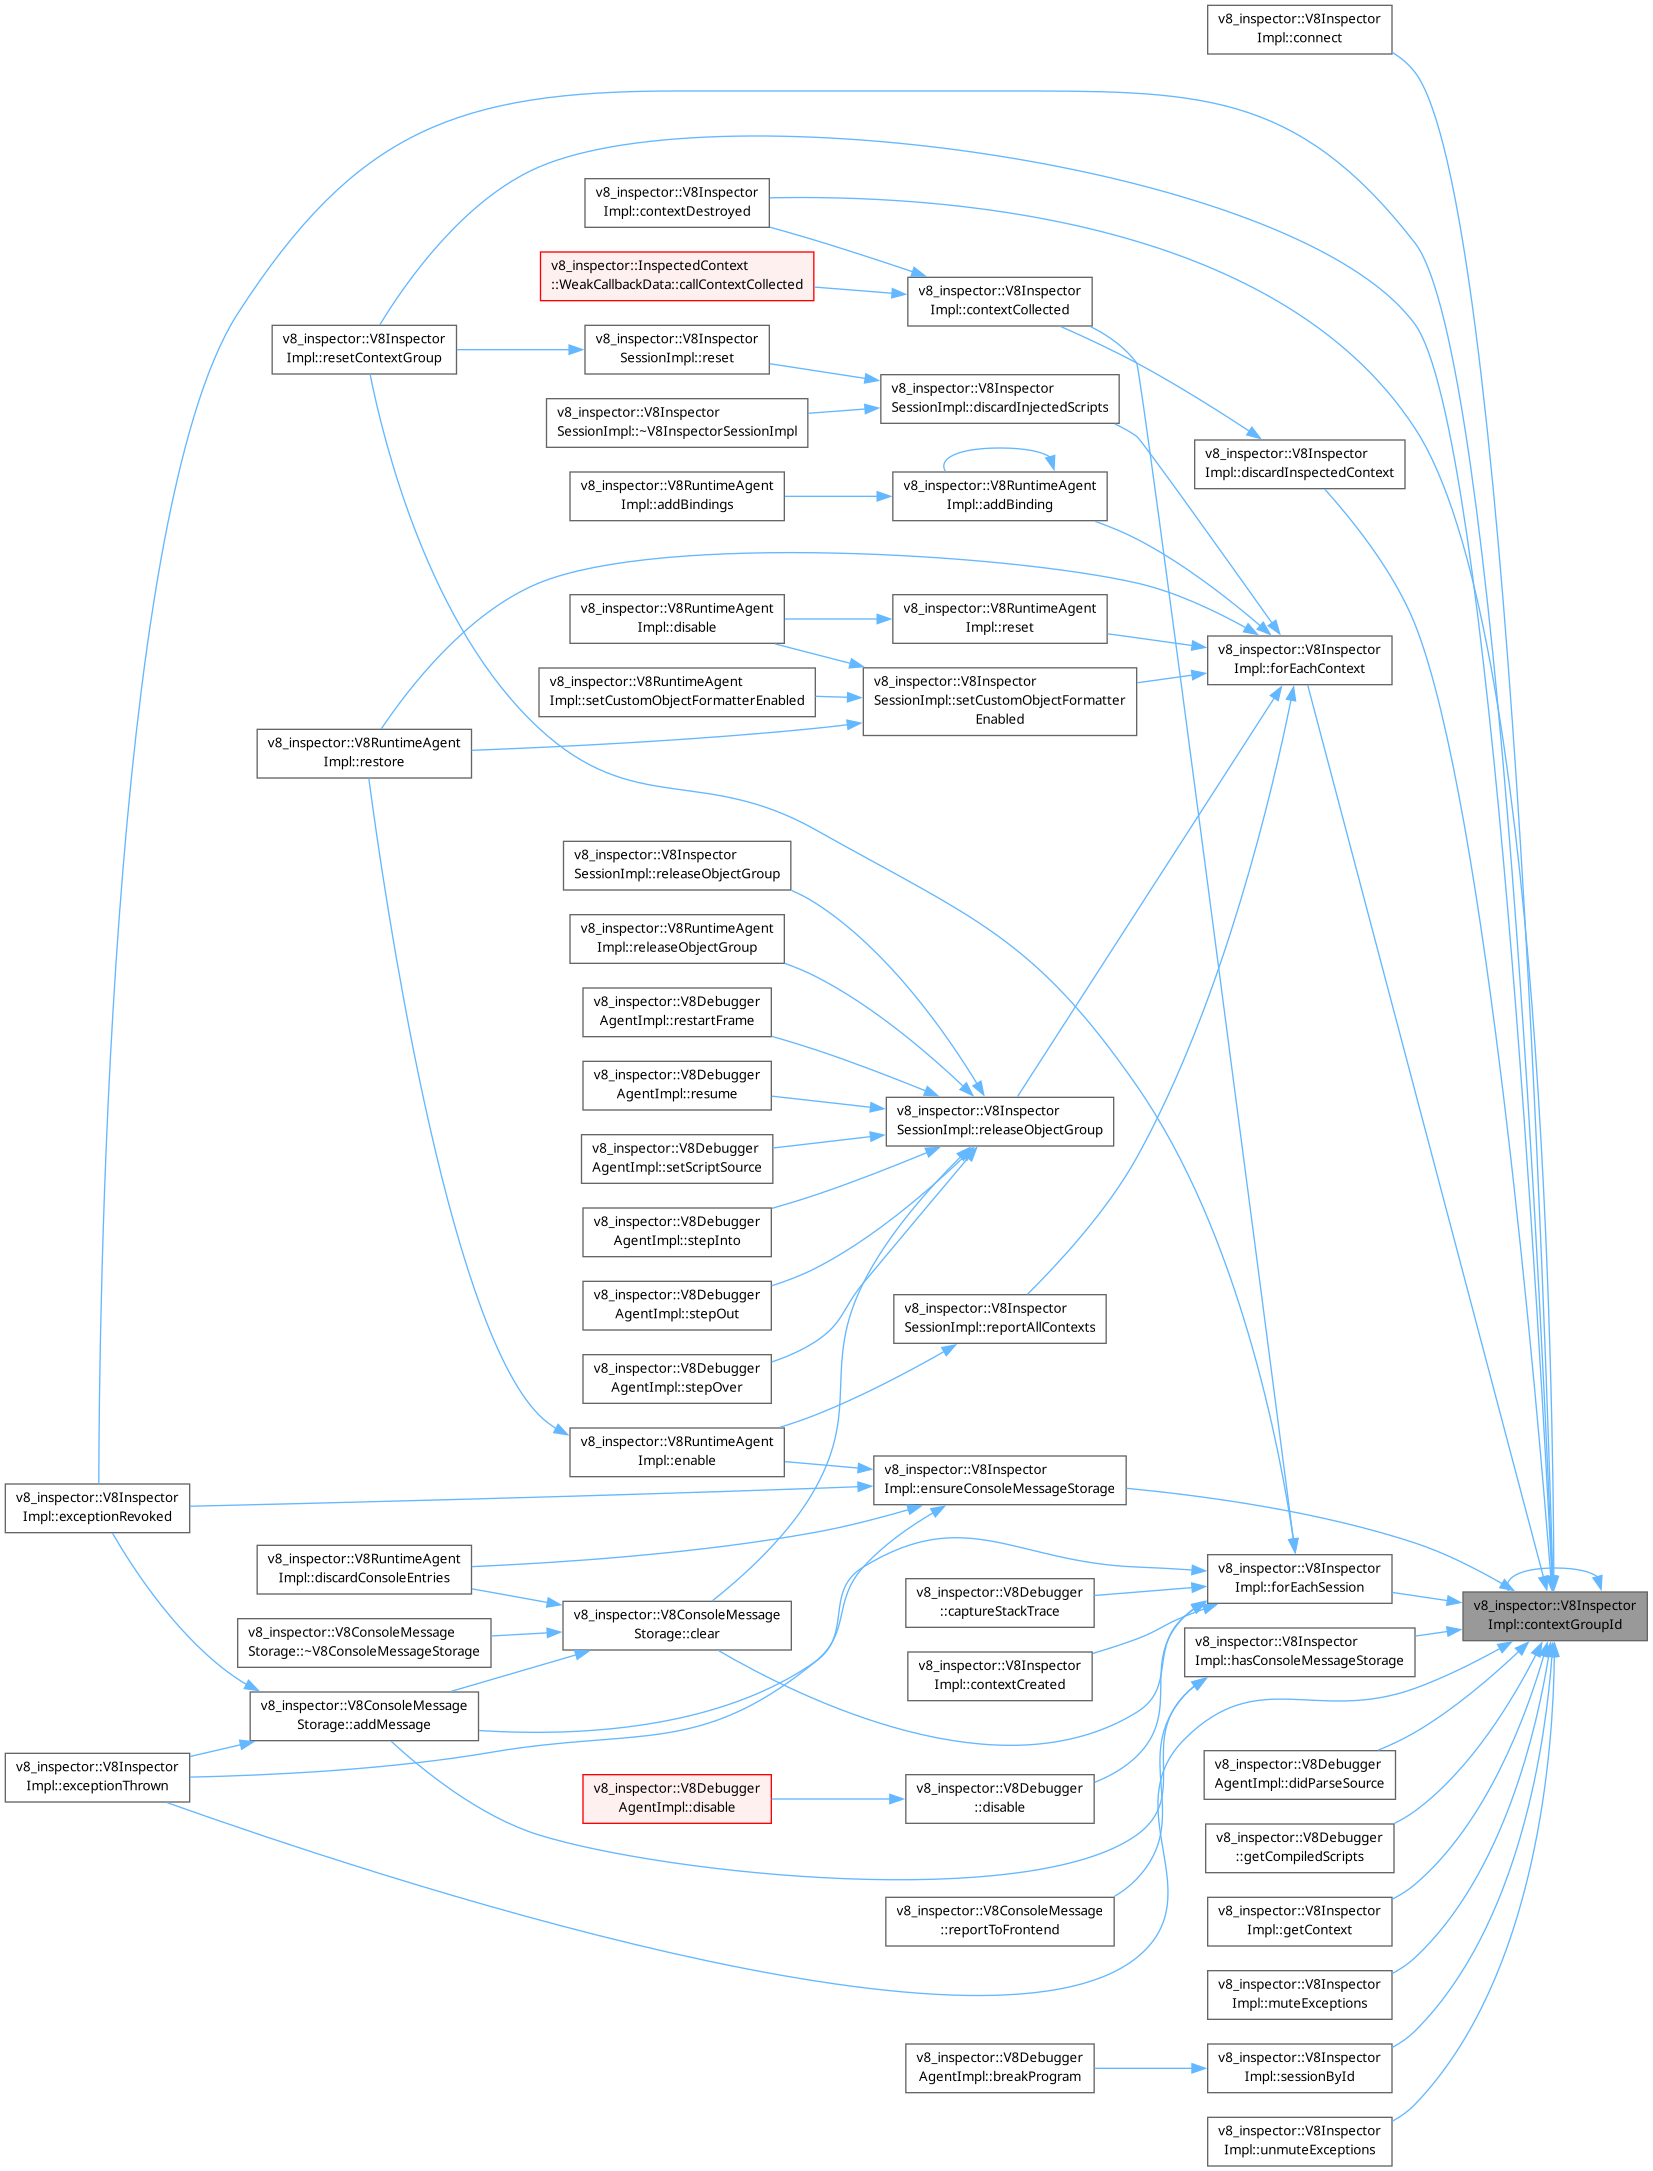 v8_inspector::V8Inspector
Impl::connect
v8_inspector::V8Inspector
Impl::contextDestroyed
v8_inspector::InspectedContext
::WeakCallbackData::callContextCollected
v8_inspector::V8Inspector
Impl::contextCollected
v8_inspector::V8Inspector
Impl::resetContextGroup
v8_inspector::V8Inspector
SessionImpl::reset
v8_inspector::V8Inspector
SessionImpl::discardInjectedScripts
v8_inspector::V8Inspector
SessionImpl::~V8InspectorSessionImpl
v8_inspector::V8Inspector
Impl::discardInspectedContext
v8_inspector::V8RuntimeAgent
Impl::addBindings
v8_inspector::V8RuntimeAgent
Impl::addBinding
v8_inspector::V8RuntimeAgent
Impl::disable
v8_inspector::V8RuntimeAgent
Impl::reset
v8_inspector::V8Inspector
Impl::forEachContext
v8_inspector::V8RuntimeAgent
Impl::setCustomObjectFormatterEnabled
v8_inspector::V8Inspector
SessionImpl::setCustomObjectFormatter
Enabled
v8_inspector::V8RuntimeAgent
Impl::restore
v8_inspector::V8Inspector
SessionImpl::releaseObjectGroup
v8_inspector::V8RuntimeAgent
Impl::releaseObjectGroup
v8_inspector::V8Debugger
AgentImpl::restartFrame
v8_inspector::V8Debugger
AgentImpl::resume
v8_inspector::V8Inspector
SessionImpl::releaseObjectGroup
v8_inspector::V8Debugger
AgentImpl::setScriptSource
v8_inspector::V8Debugger
AgentImpl::stepInto
v8_inspector::V8Debugger
AgentImpl::stepOut
v8_inspector::V8Inspector
SessionImpl::reportAllContexts
v8_inspector::V8Debugger
AgentImpl::stepOver
v8_inspector::V8RuntimeAgent
Impl::enable
v8_inspector::V8Inspector
Impl::ensureConsoleMessageStorage
v8_inspector::V8Inspector
Impl::exceptionRevoked
v8_inspector::V8RuntimeAgent
Impl::discardConsoleEntries
v8_inspector::V8Inspector
Impl::forEachSession
v8_inspector::V8Debugger
::captureStackTrace
v8_inspector::V8Inspector
Impl::contextGroupId
v8_inspector::V8ConsoleMessage
Storage::clear
v8_inspector::V8ConsoleMessage
Storage::~V8ConsoleMessageStorage
v8_inspector::V8Inspector
Impl::hasConsoleMessageStorage
v8_inspector::V8Inspector
Impl::contextCreated
v8_inspector::V8ConsoleMessage
Storage::addMessage
v8_inspector::V8Inspector
Impl::exceptionThrown
v8_inspector::V8Debugger
AgentImpl::didParseSource
v8_inspector::V8Debugger
AgentImpl::disable
v8_inspector::V8Debugger
::disable
v8_inspector::V8Debugger
::getCompiledScripts
v8_inspector::V8ConsoleMessage
::reportToFrontend
v8_inspector::V8Inspector
Impl::getContext
v8_inspector::V8Inspector
Impl::muteExceptions
v8_inspector::V8Debugger
AgentImpl::breakProgram
v8_inspector::V8Inspector
Impl::sessionById
v8_inspector::V8Inspector
Impl::unmuteExceptions